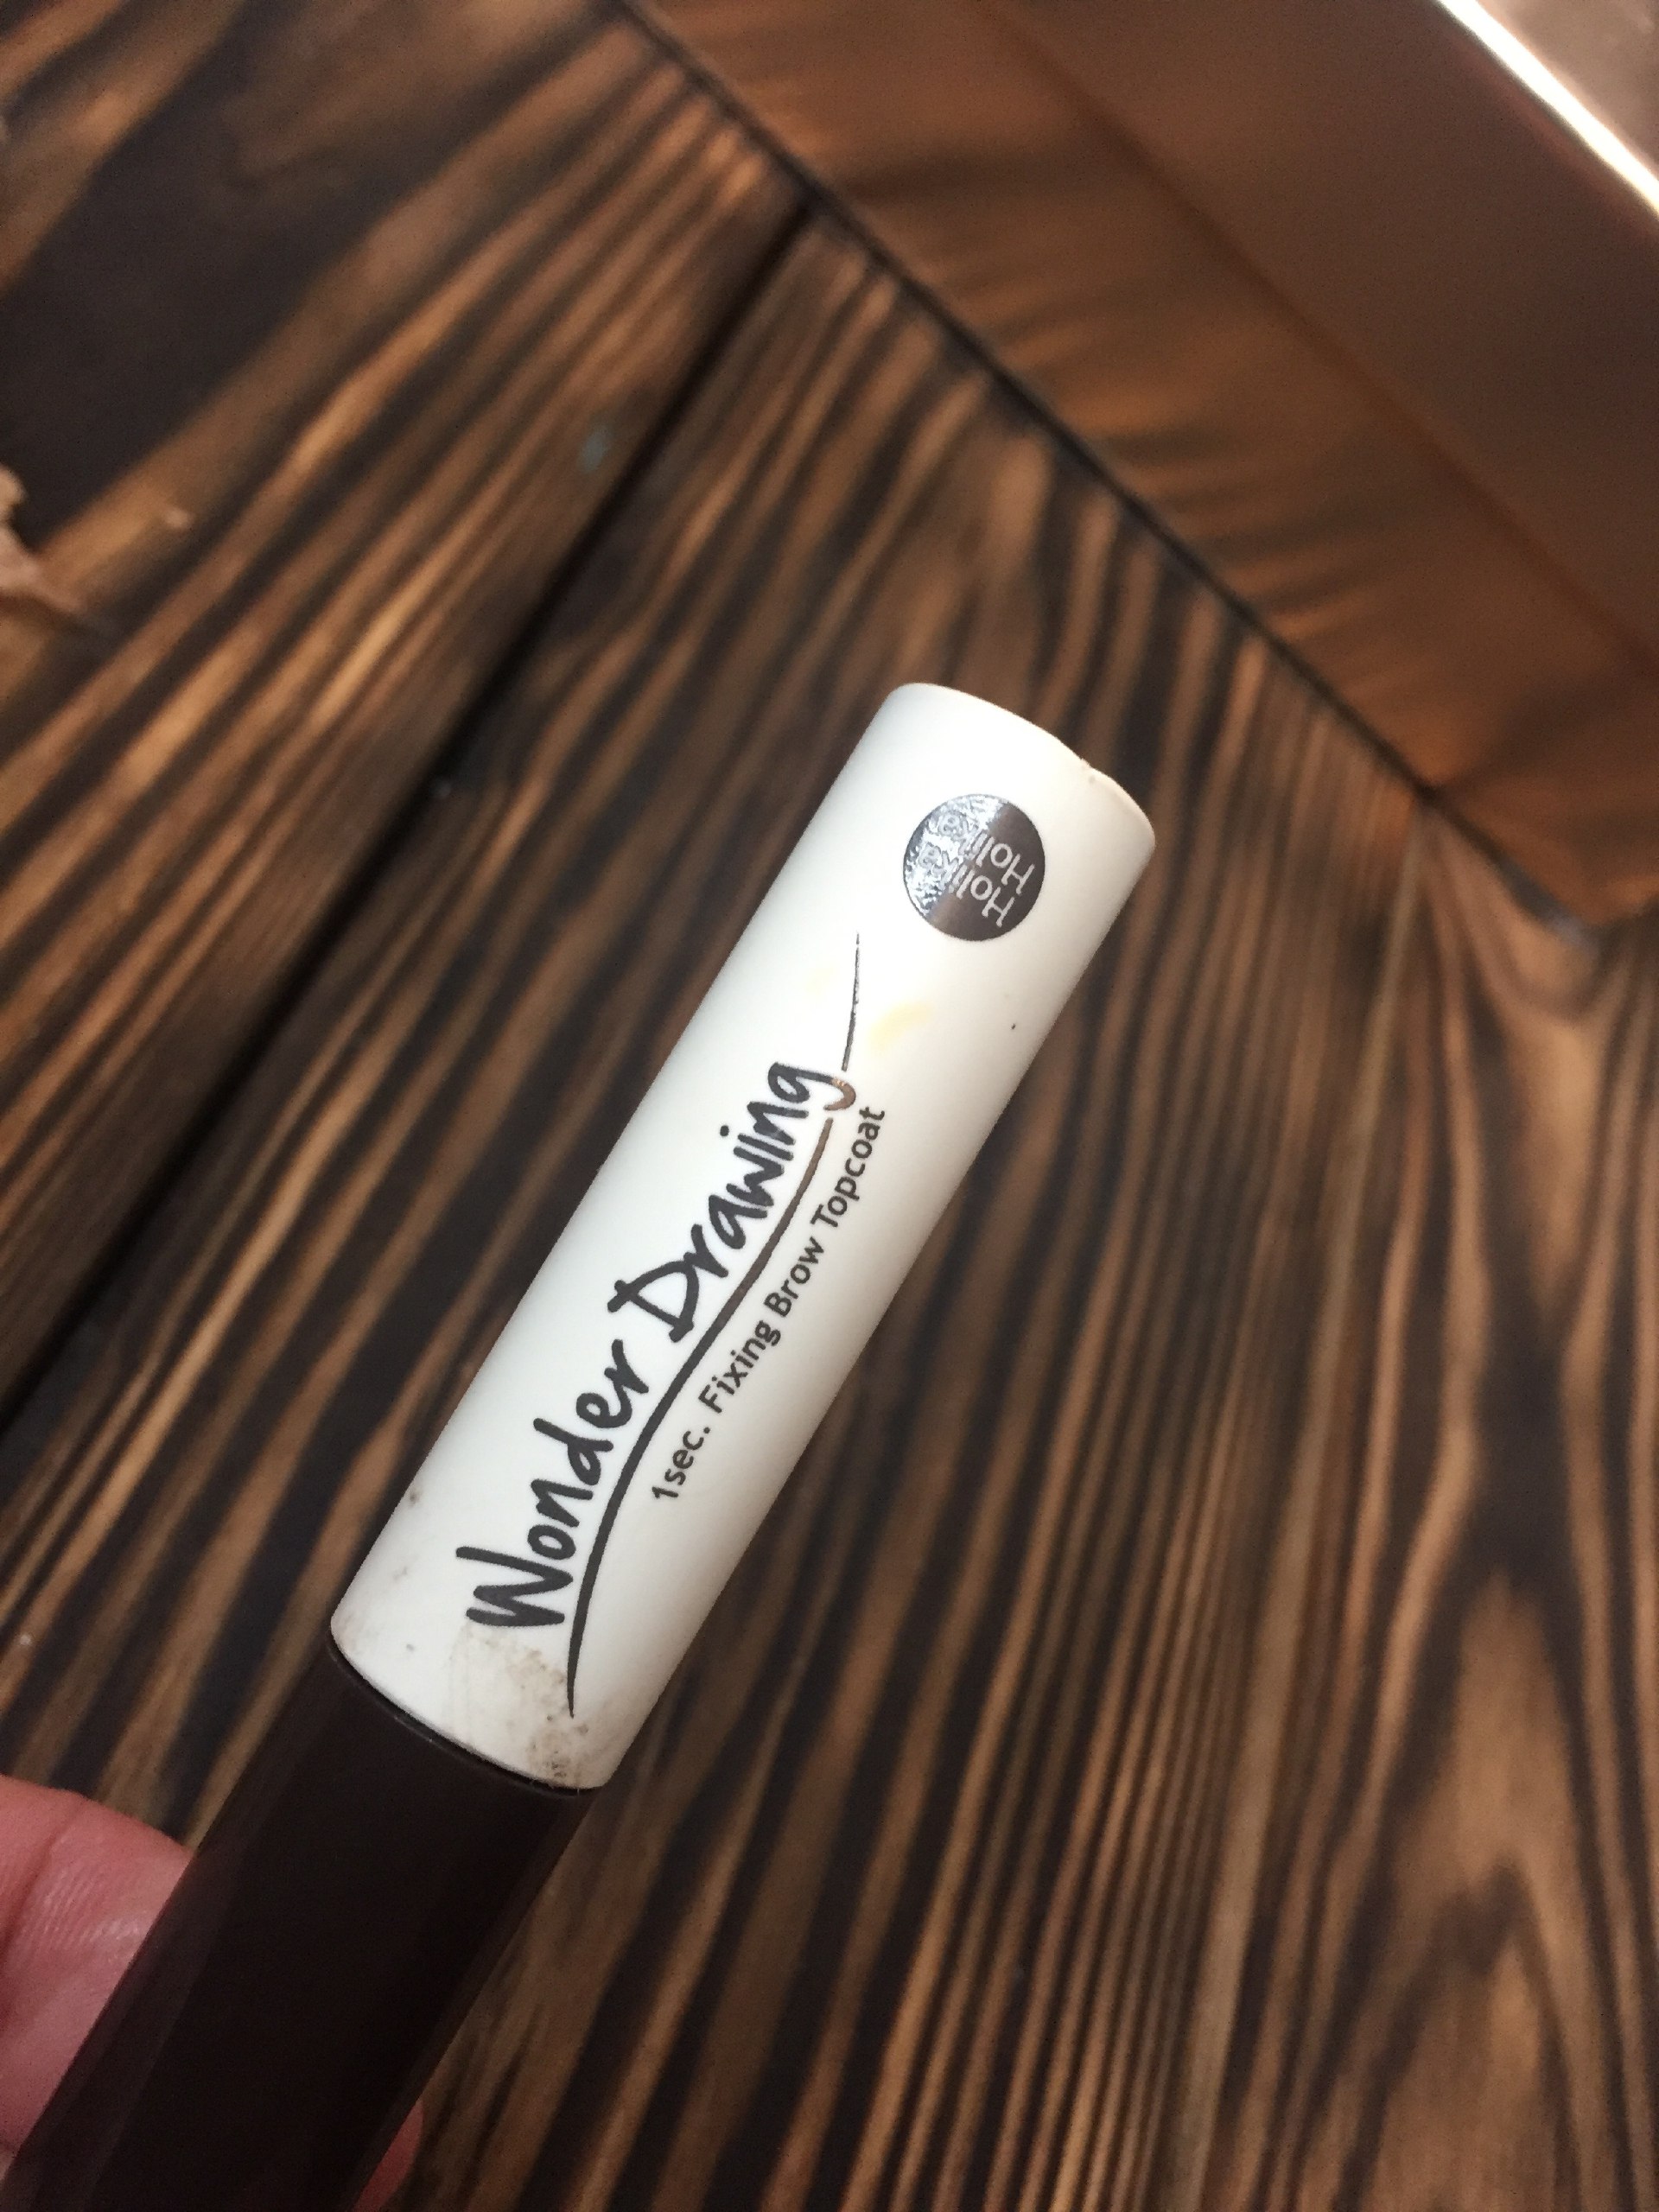 Holika
Holika
Wonder Drawing
1sec. Fixing Brow Topcoat